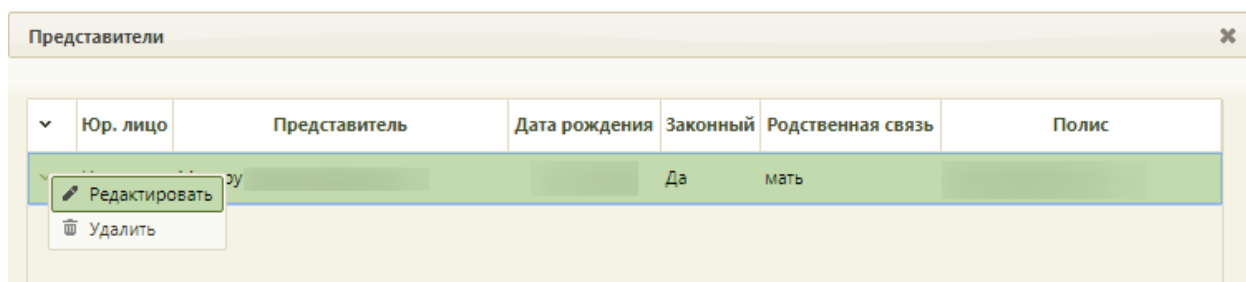 Представители
Юр. лицо Представитель Дата рождения Законный Родственная связь Полис
Да мать
Редактировать
Удалить